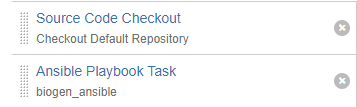 Source Code Checkout
Checkout Default Repository
Ansible Playbook Task
biogen_ansible